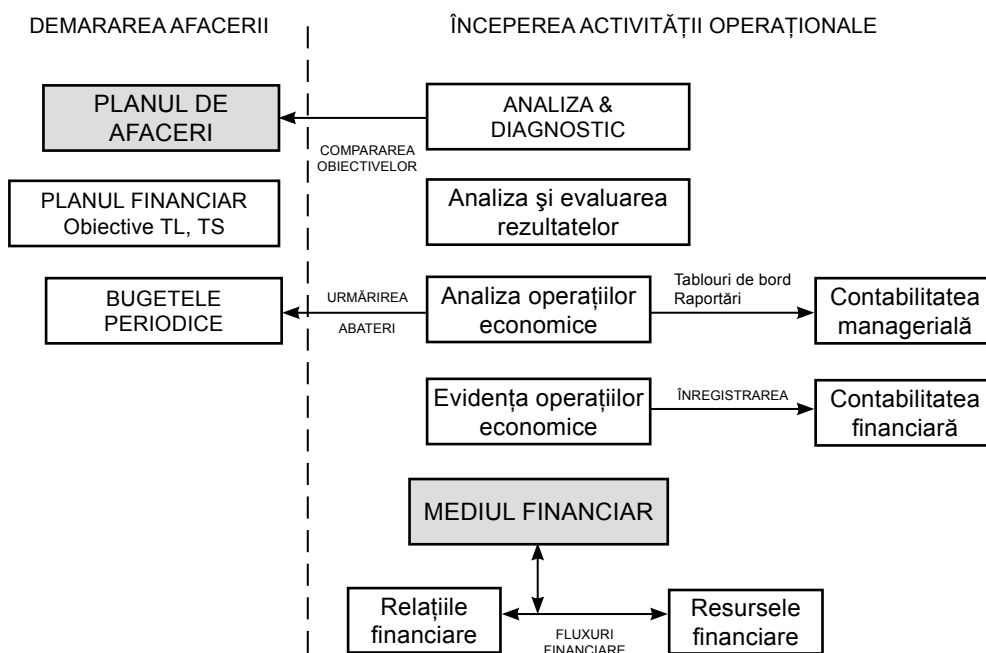 DEMARAREA AFACERII
ÎNCEPEREA ACTIVITĂȚII OPERAȚIONALE
PLANUL DE
AFACERI
ANALIZA &
DIAGNOSTIC
COMPARAREA
OBIECTIVELOR
PLANUL FINANCIAR
Obiective TL, TS
Analiza şi evaluarea
rezultatelor
BUGETELE
PERIODICE
URMĂRIREA
ABATERI
Analiza operațiilor
economice
Tablouri de bord
Raportări
Contabilitatea
managerială
Evidența operațiilor
economice
ÎNREGISTRAREA
Contabilitatea
financiară
MEDIUL FINANCIAR
Relațiile
financiare
FLUXURI
FINANCIARE
Resursele
financiare